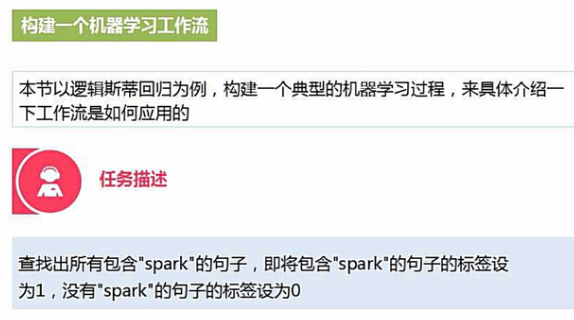 构建一个机器学习工作流
本节以逻辑斯蒂回归为例，构建一个典型的机器学习过程，来具体介绍一
下工作流是如何应用的
任务描述
查找出所有包含"spark"的句子，即将包含"spark"的句子的标签设
为1，没有"spark"的句子的标签设为0